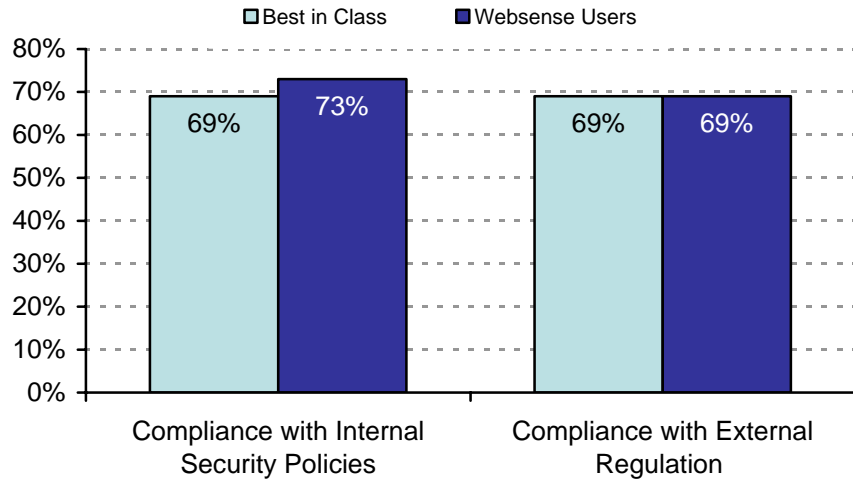 Best in Class Websense Users
80%
70%
60%
50%
40%
30%
20%
10%
0%
69% 73% 69% 69%
Compliance with Internal
Security Policies
Compliance with External
Regulation